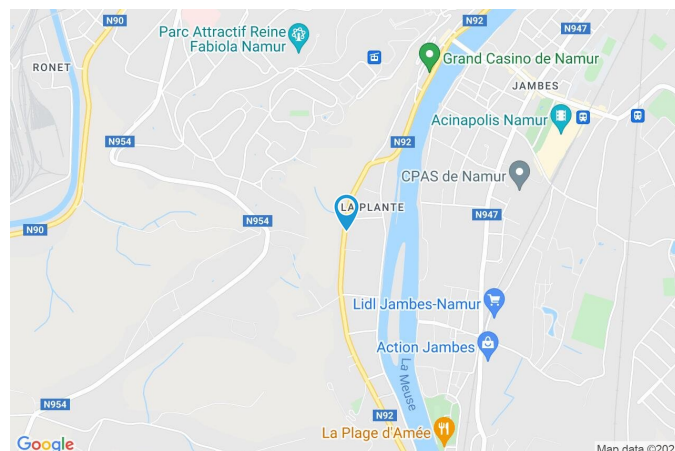 N90
N947
Parc Attractif Reine
Fabiola Namur
Grand Casino de Namur
RONET
JAMBES
Acinapolis Namur
N954
N92
CPAS de Namur
LA PLANTE
N954
N947
N90
Lidl Jambes-Namur
Action Jambes
La Meuse
N954
N92
La Plage d'Amée
Google
Map data ©202